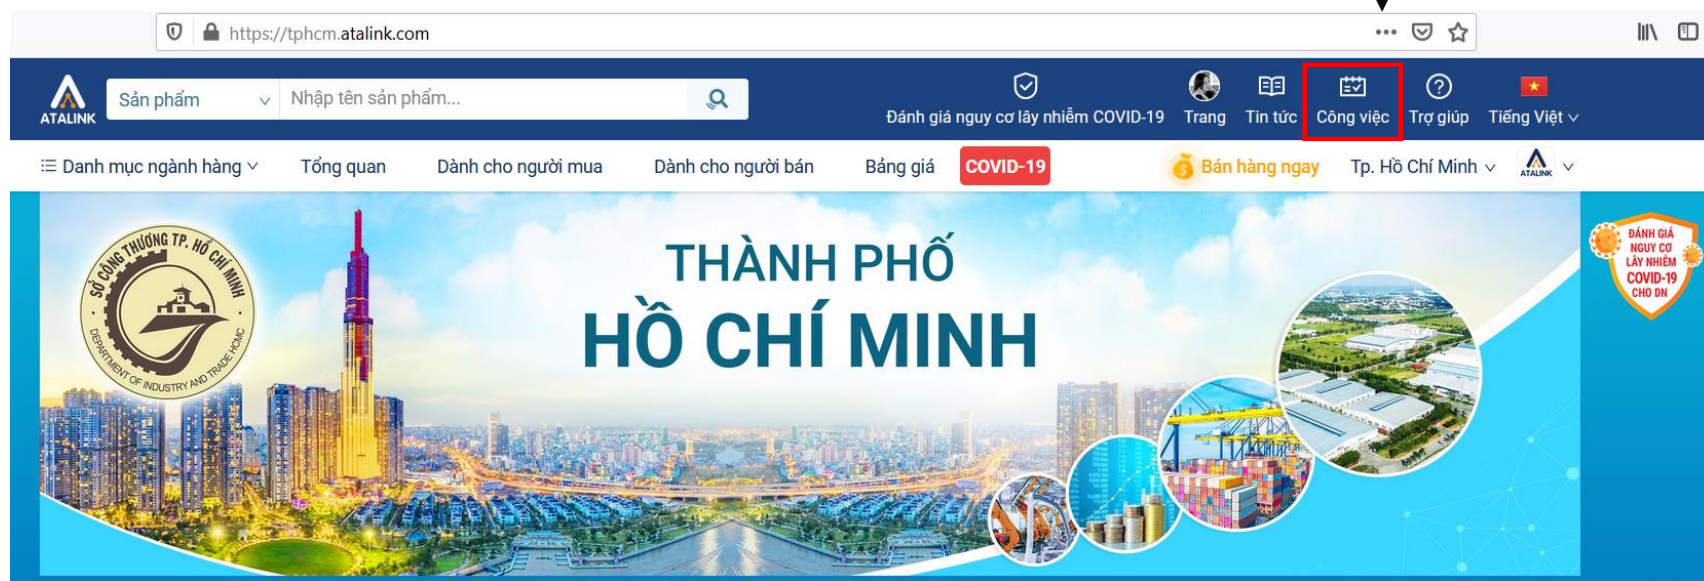 https://tphcm.atalink.com
ATALINK
Sản phẩm
Nhập tên sản phẩm...
Đánh giá nguy cơ lây nhiễm COVID-19
Trang
Tin tức
Công việc
Trợ giúp
Tiếng Việt
Danh mục ngành hàng
Tổng quan
Dành cho người mua
Dành cho người bán
Bảng giá
COVID-19
Bán hàng ngay
Tp. Hồ Chí Minh
ATALINK
SỞ CÔNG THƯƠNG TP. HỒ CHÍ MINH
DEPARTMENT OF INDUSTRY AND TRADE HCMC
THÀNH PHỐ
HỒ CHÍ MINH
ĐÁNH GIÁ
NGUY CƠ
LÂY NHIỄM
COVID-19
CHO DN